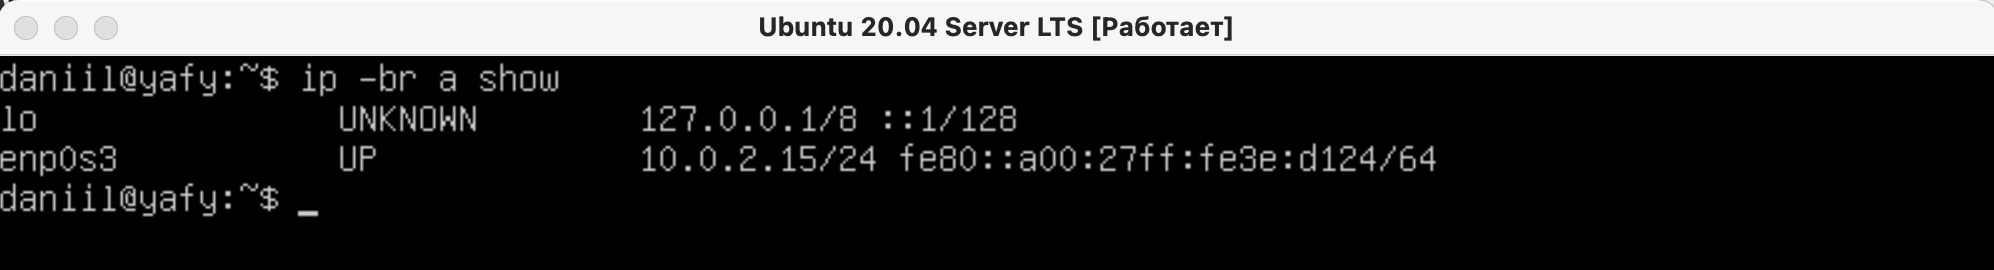 Ubuntu 20.04 Server LTS [Работает]
daniil@yafy:~$ ip -br a show
lo UNKNOWN 127.0.0.1/8 ::1/128
enp0s3 UP 10.0.2.15/24 fe80::a00:27ff:fe3e:d124/64
daniil@yafy:~$ _